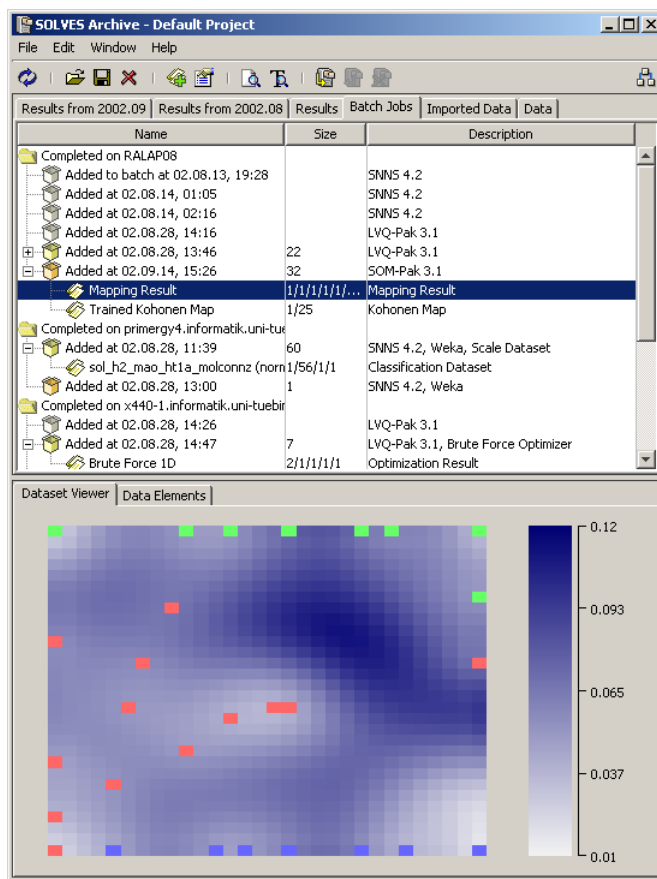 SOLVES Archive - Default Project
File Edit Window Help
Results from 2002.09 Results from 2002.08 Results Batch Jobs Imported Data Data
Name Size Description
Completed on RALAP08
Added to batch at 02.08.13, 19:28 SNNS 4.2
Added at 02.08.14, 01:05 SNNS 4.2
Added at 02.08.14, 02:16 SNNS 4.2
Added at 02.08.28, 14:16 LVQ-Pak 3.1
Added at 02.08.28, 13:46 22 LVQ-Pak 3.1
Added at 02.09.14, 15:26 32 SOM-Pak 3.1
Mapping Result 1/1/1/1/1/... Mapping Result
Trained Kohonen Map 1/25 Kohonen Map
Completed on primergy4.informatik.uni-tue
Added at 02.08.28, 11:39 60 SNNS 4.2, Weka, Scale Dataset
sol_h2_mao_ht1a_molconnz (norn 1/56/1/1 Classification Dataset
Added at 02.08.28, 13:00 1 SNNS 4.2, Weka
Completed on x440-1.informatik.uni-tuebir
Added at 02.08.28, 14:26 LVQ-Pak 3.1
Added at 02.08.28, 14:47 7 LVQ-Pak 3.1, Brute Force Optimizer
Brute Force 1D 2/1/1/1/1 Optimization Result
Dataset Viewer Data Elements
0.12
0.093
0.065
0.037
0.01